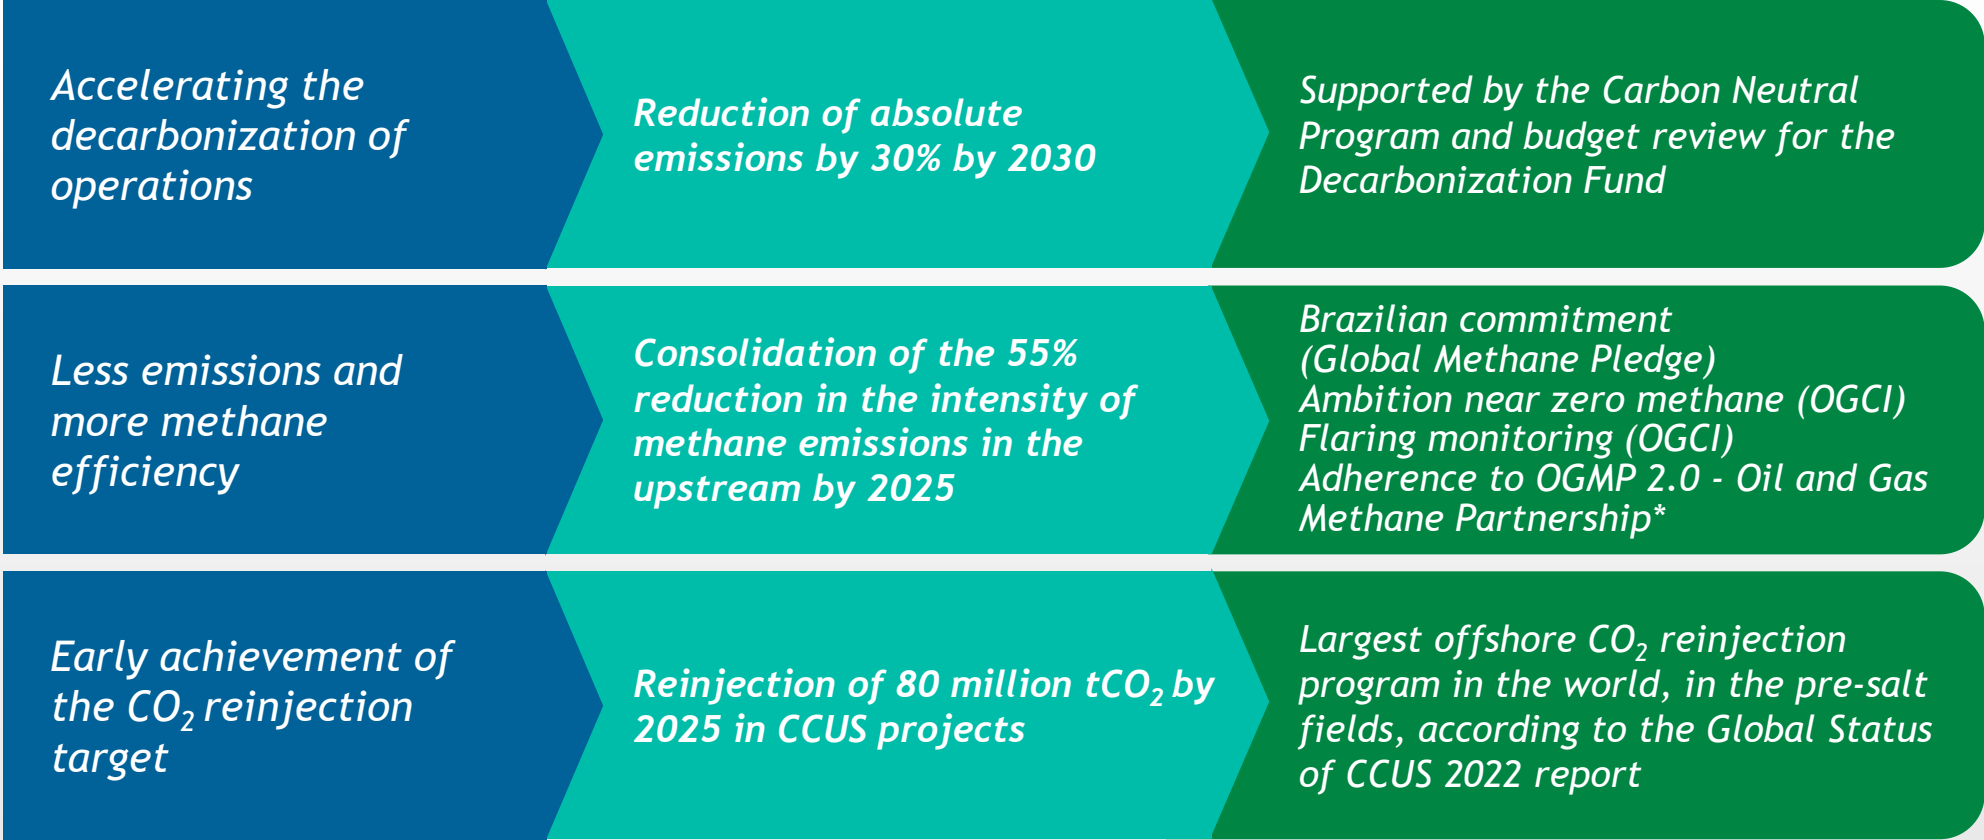 Accelerating the
decarbonization of
operations
Reduction of absolute
emissions by 30% by 2030
Supported by the Carbon Neutral
Program and budget review for the
Decarbonization Fund
Less emissions and
more methane
efficiency
Consolidation of the 55%
reduction in the intensity of
methane emissions in the
upstream by 2025
Brazilian commitment
(Global Methane Pledge)
Ambition near zero methane (OGCI)
Flaring monitoring (OGCI)
Adherence to OGMP 2.0 - Oil and Gas
Methane Partnership*
Early achievement of
the CO₂ reinjection
target
Reinjection of 80 million tCO₂ by
2025 in CCUS projects
Largest offshore CO₂ reinjection
program in the world, in the pre-salt
fields, according to the Global Status
of CCUS 2022 report